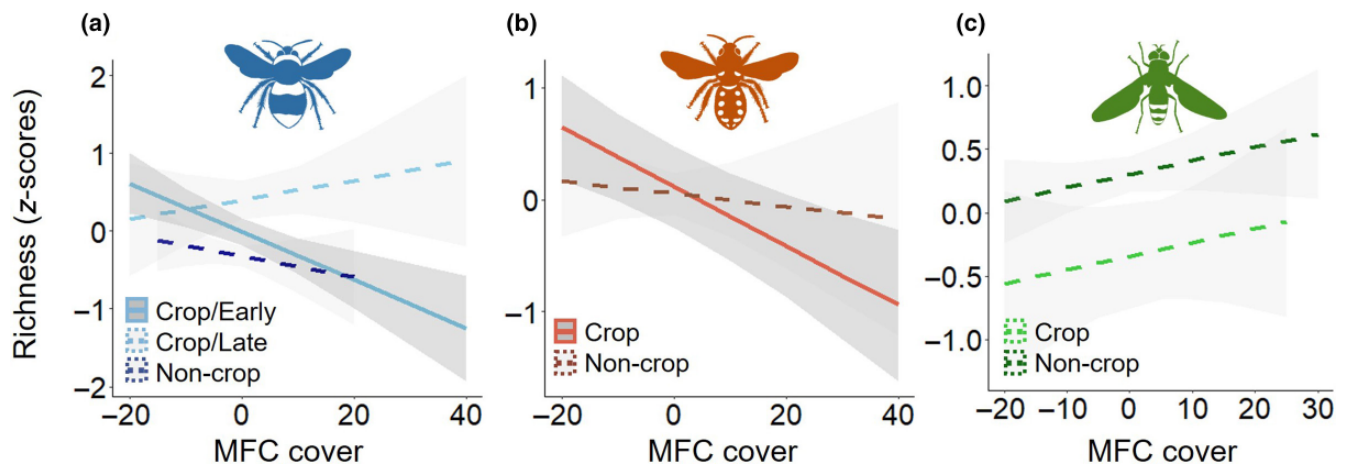 (a)
(b)
(c)
Richness (z-scores)
2
1
0
−1
−2
Crop/Early
Crop/Late
Non-crop
−20 0 20 40
MFC cover
1
0
−1
Crop
Non-crop
−20 0 20 40
MFC cover
1.0
0.5
0.0
−0.5
−1.0
Crop
Non-crop
−20 −10 0 10 20 30
MFC cover